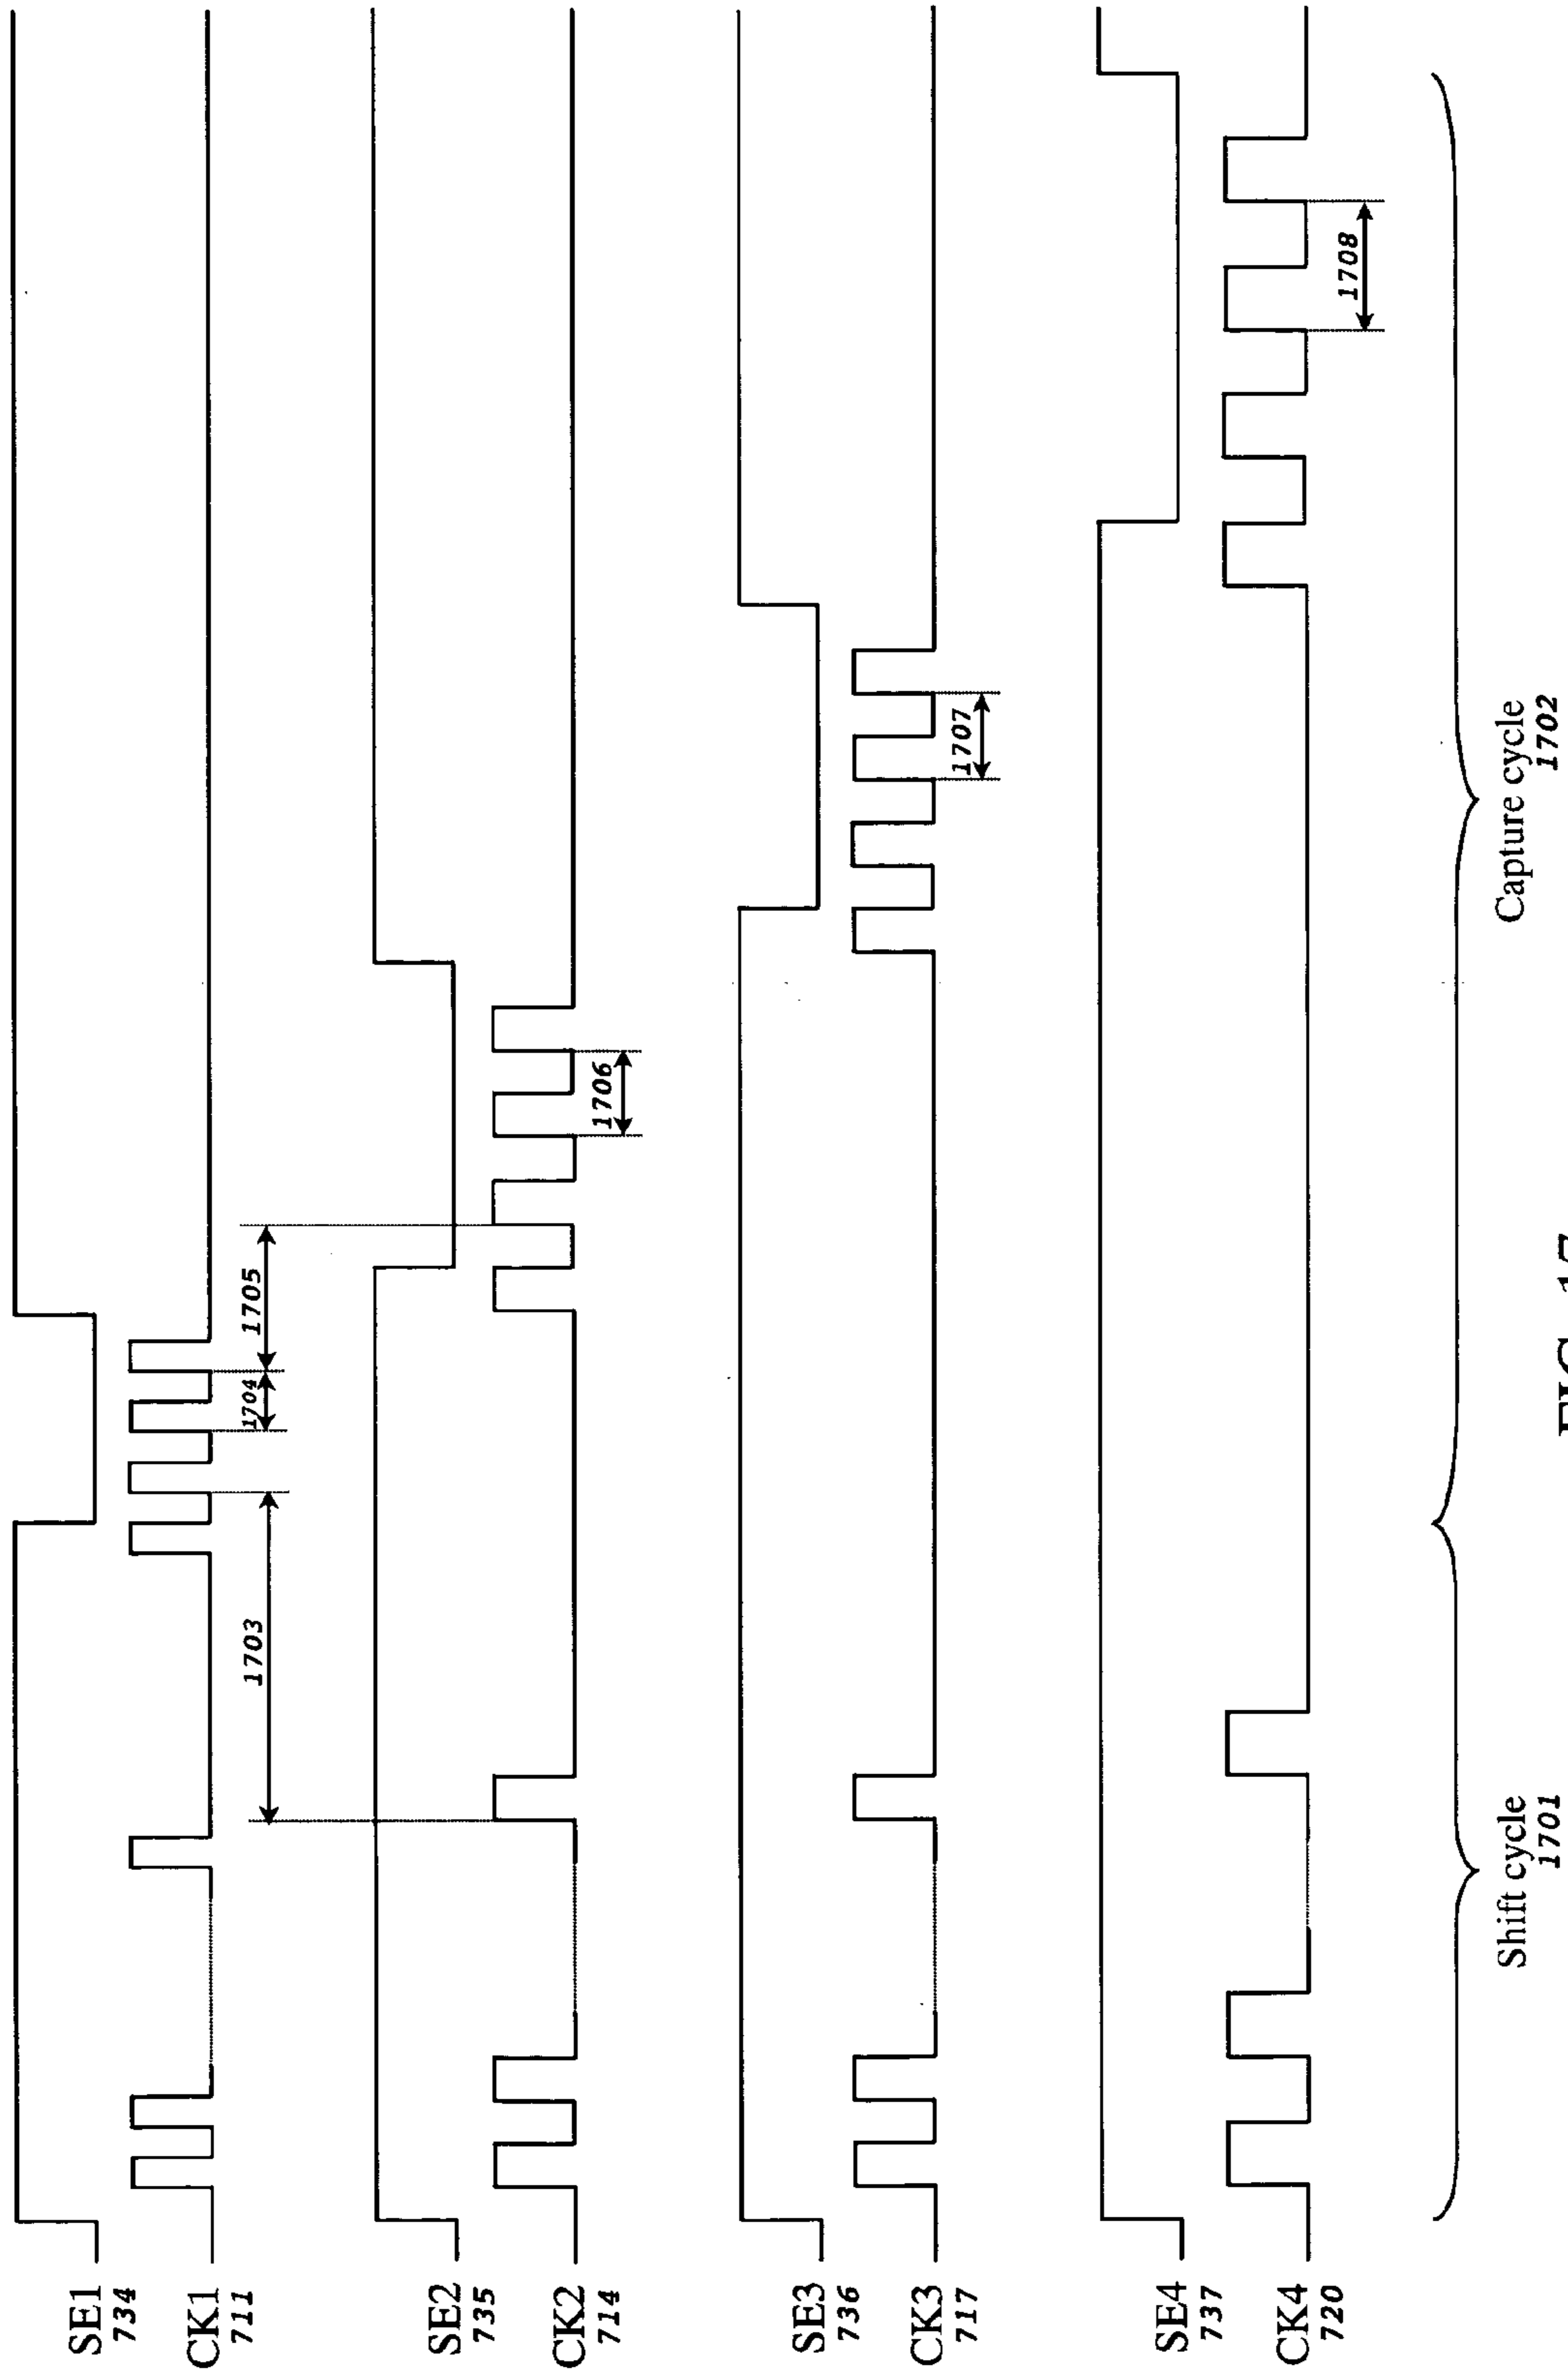 SE1
734
CK1
711
1703
1704
1705
SE2
735
CK2
714
1706
SE3
736
CK3
717
1707
SE4
737
CK4
720
1708
Shift cycle
1701
Capture cycle
1702